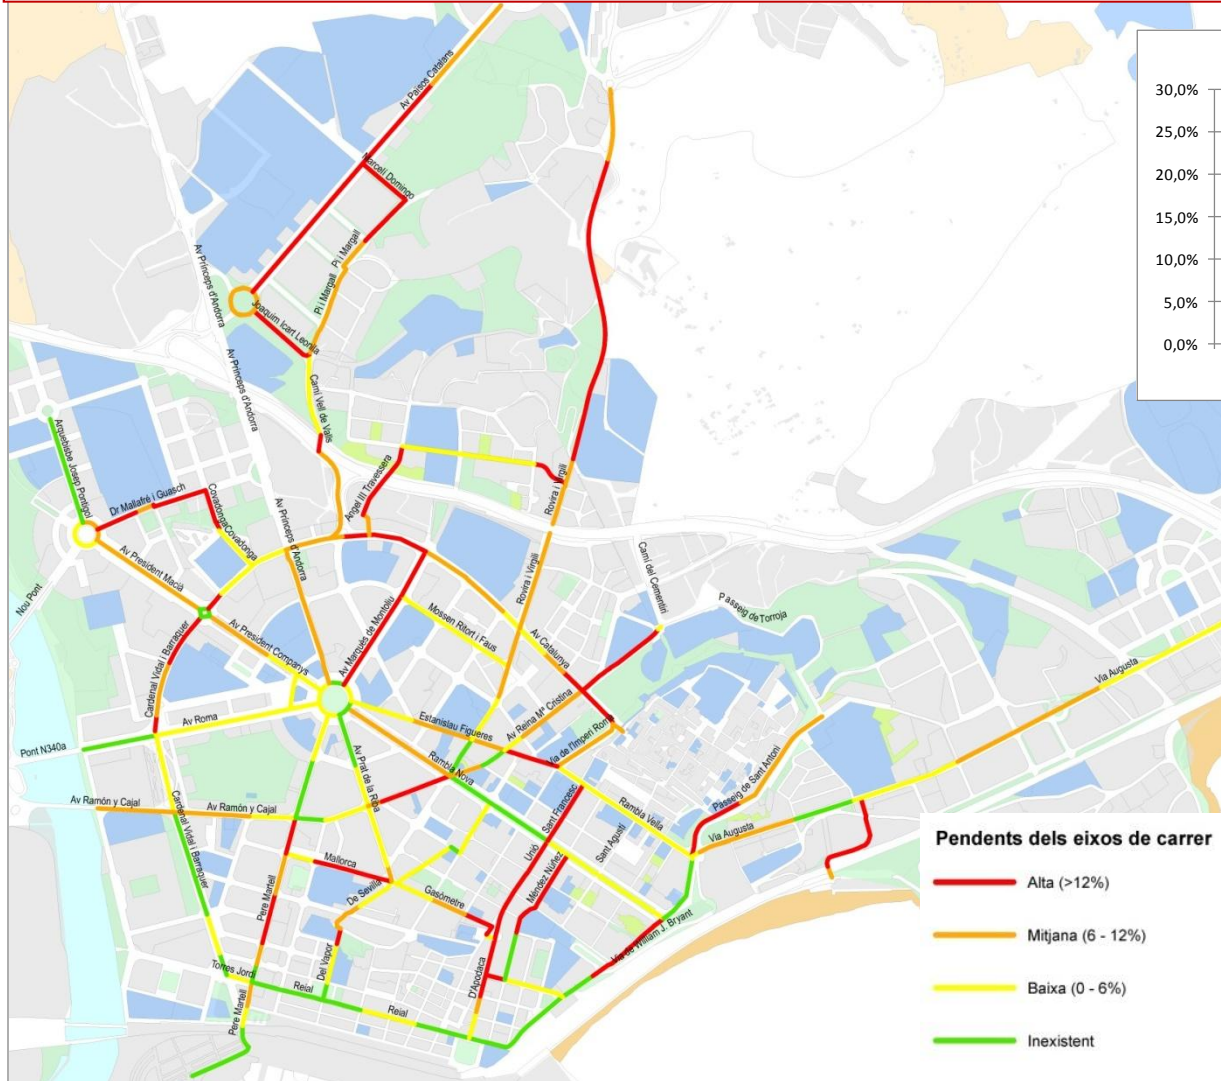 Av Països Catalans
30,0%
25,0%
20,0%
15,0%
10,0%
5,0%
0,0%
Marcel·lí Domingo
Pi i Margall
Pi i Margall
Av Prínceps d'Andorra
Joaquim Icart Leonila
Av Prínceps d'Andorra
Camí Vell de Valls
Arquebisbe Josep Pontigol
Angel III Travessera
Rovira i Virgili
Dr Mallafré i Guasch
Covadonga
Covadonga
Av Prínceps d'Andorra
Av President Macià
Nou Pont
Camí del Cementiri
Passeig de Torroja
Rovira i Virgili
Mossen Ritort i Faus
Av Marquès de Montoliu
Av President Companys
Cardenal Vidal i Barraquer
Av Catalunya
Via Augusta
Av Roma
Pont N340a
Estanislau Figueres
Av Reina Mª Cristina
Via de l'Imperi Romà
Rambla Nova
Av Prat de la Riba
Passeig de Sant Antoni
Av Ramón y Cajal
Av Ramón y Cajal
Sant Francesc
Rambla Vella
Via Augusta
Cardenal Vidal i Barraquer
Unió
Sant Agustí
Mallorca
Méndez Núñez
De Sevilla
Gasòmetre
Pere Martell
Via de William J. Bryant
Del Vapor
Torres Jordi
Reial
Reial
D'Apodaca
Pere Martell
Pendents dels eixos de carrer
Alta (>12%)
Mitjana (6 - 12%)
Baixa (0 - 6%)
Inexistent